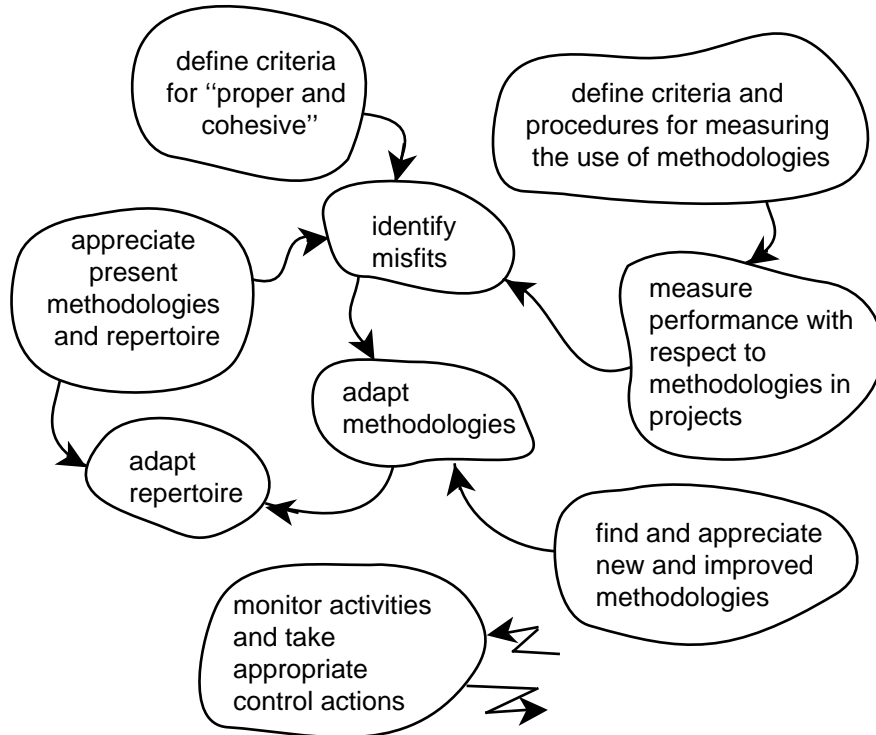 define criteria
for ‘‘proper and
cohesive’’
define criteria and
procedures for measuring
the use of methodologies
identify
misfits
appreciate
present
methodologies
and repertoire
measure
performance with
respect to
methodologies in
projects
adapt
methodologies
adapt
repertoire
find and appreciate
new and improved
methodologies
monitor activities
and take
appropriate
control actions